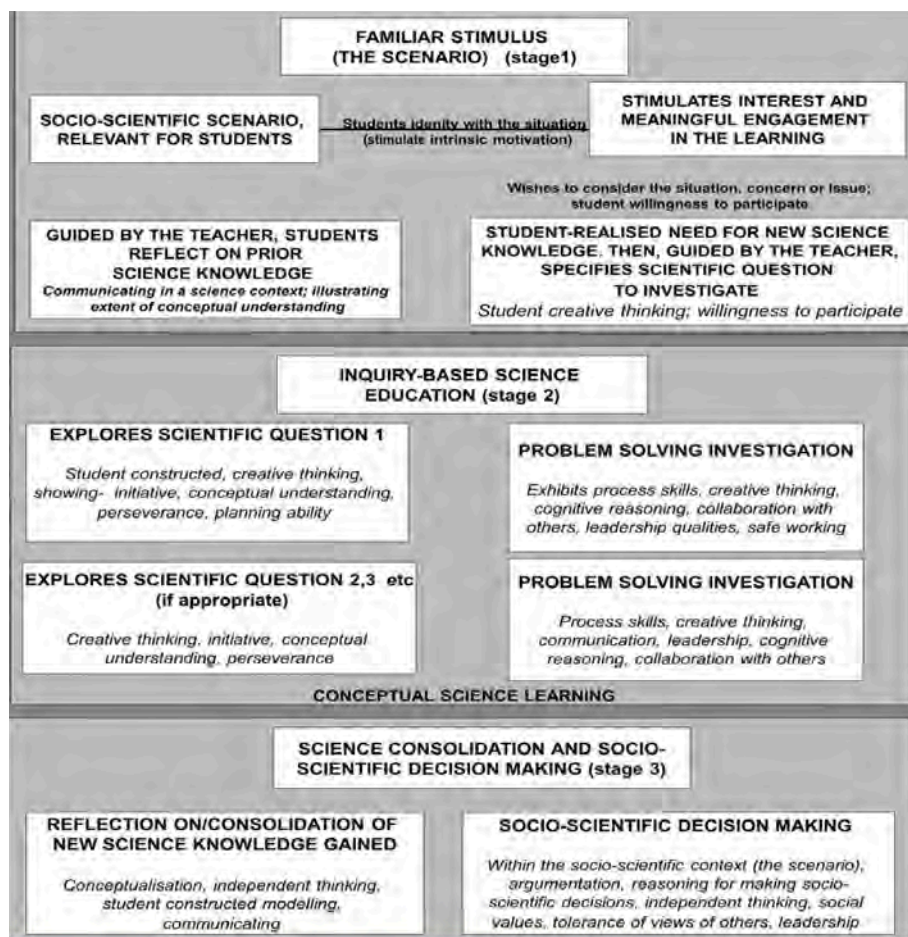 FAMILIAR STIMULUS
(THE SCENARIO) (stage1)
SOCIO-SCIENTIFIC SCENARIO,
RELEVANT FOR STUDENTS
Students identity with the situation
(stimulate intrinsic motivation)
STIMULATES INTEREST AND
MEANINGFUL ENGAGEMENT
IN THE LEARNING
Wishes to consider the situation, concern or Issue;
student willingness to participate
GUIDED BY THE TEACHER, STUDENTS
REFLECT ON PRIOR
SCIENCE KNOWLEDGE
Communicating in a science context; illustrating
extent of conceptual understanding
STUDENT-REALISED NEED FOR NEW SCIENCE
KNOWLEDGE. THEN, GUIDED BY THE TEACHER,
SPECIFIES SCIENTIFIC QUESTION
TO INVESTIGATE
Student creative thinking; willingness to participate
INQUIRY-BASED SCIENCE
EDUCATION (stage 2)
EXPLORES SCIENTIFIC QUESTION 1
Student constructed, creative thinking,
showing- initiative, conceptual understanding,
perseverance, planning ability
PROBLEM SOLVING INVESTIGATION
Exhibits process skills, creative thinking,
cognitive reasoning, collaboration with
others, leadership qualities, safe working
EXPLORES SCIENTIFIC QUESTION 2,3 etc
(if appropriate)
Creative thinking, initiative, conceptual
understanding, perseverance
PROBLEM SOLVING INVESTIGATION
Process skills, creative thinking,
communication, leadership, cognitive
reasoning, collaboration with others
CONCEPTUAL SCIENCE LEARNING
SCIENCE CONSOLIDATION AND SOCIO-
SCIENTIFIC DECISION MAKING (stage 3)
REFLECTION ON/CONSOLIDATION OF
NEW SCIENCE KNOWLEDGE GAINED
Conceptualisation, independent thinking,
student constructed modelling,
communicating
SOCIO-SCIENTIFIC DECISION MAKING
Within the socio-scientific context (the scenario),
argumentation, reasoning for making socio-
scientific decisions, independent thinking, social
values, tolerance of views of others, leadership